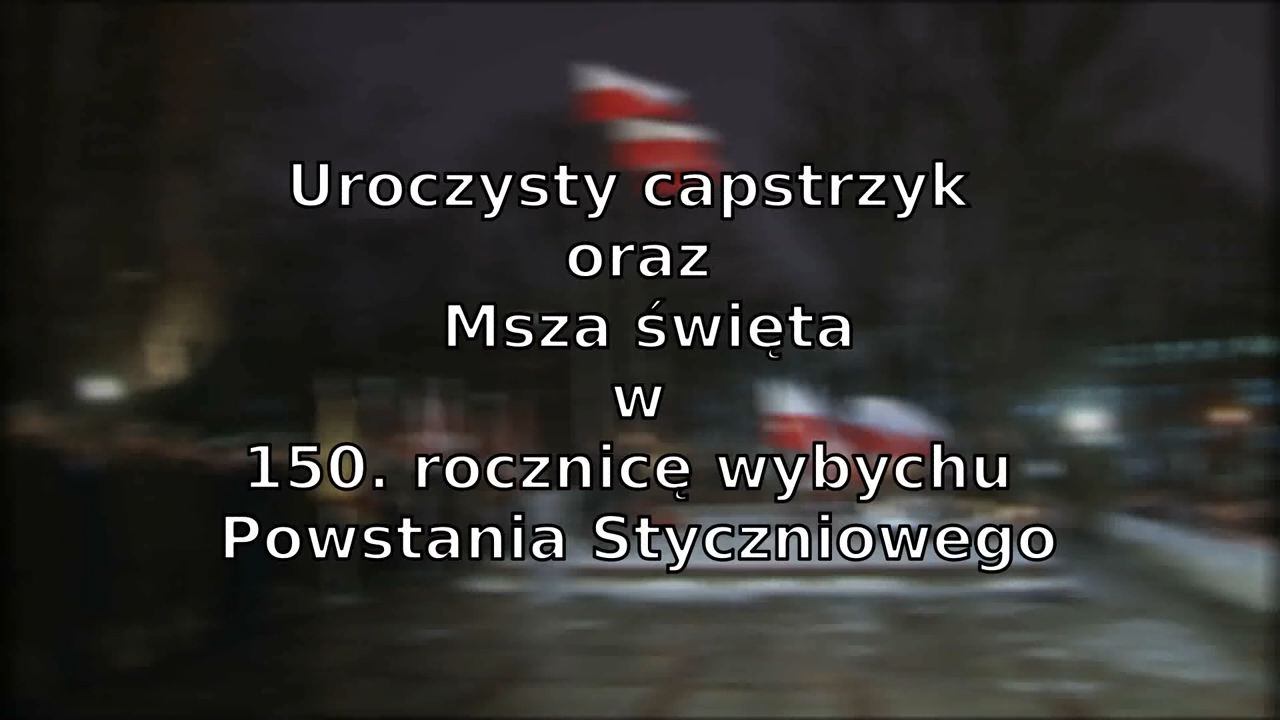 Uroczysty capstrzyk
oraz
Msza święta
w
150. rocznicę wybychu
Powstania Styczniowego